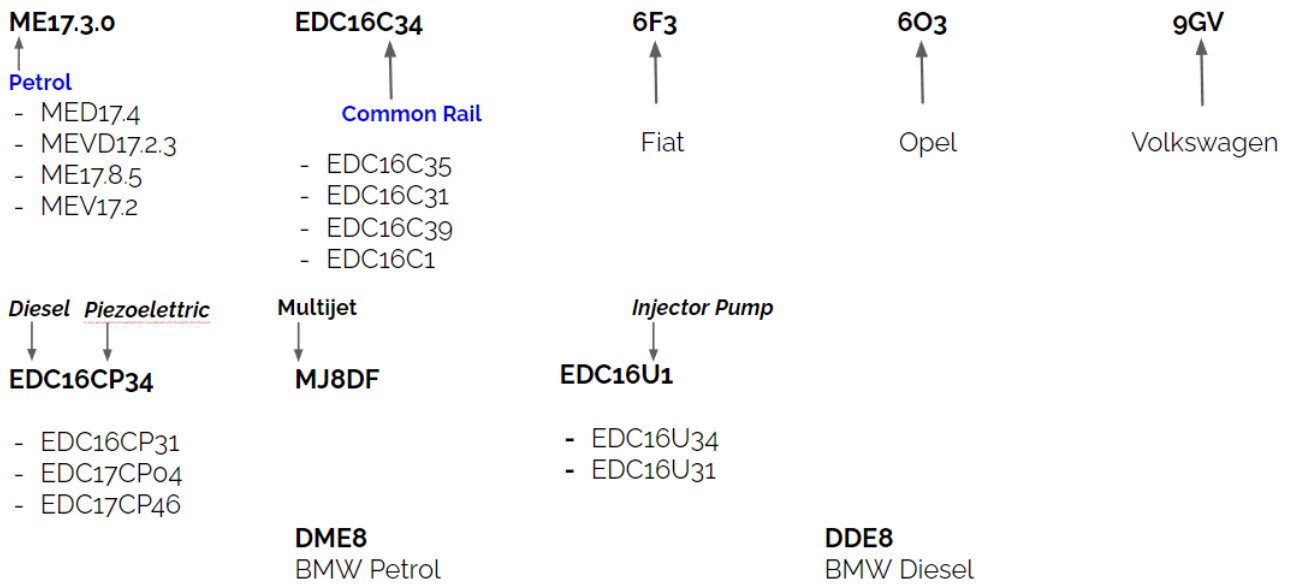 ME17.3.0
Petrol
- MED17.4
- MEVD17.2.3
- ME17.8.5
- MEV17.2
EDC16C34
Common Rail
- EDC16C35
- EDC16C31
- EDC16C39
- EDC16C1
6F3
Fiat
6O3
Opel
9GV
Volkswagen
Diesel Piezoelettric
EDC16CP34
- EDC16CP31
- EDC17CP04
- EDC17CP46
Multijet
MJ8DF
Injector Pump
EDC16U1
- EDC16U34
- EDC16U31
DME8
BMW Petrol
DDE8
BMW Diesel